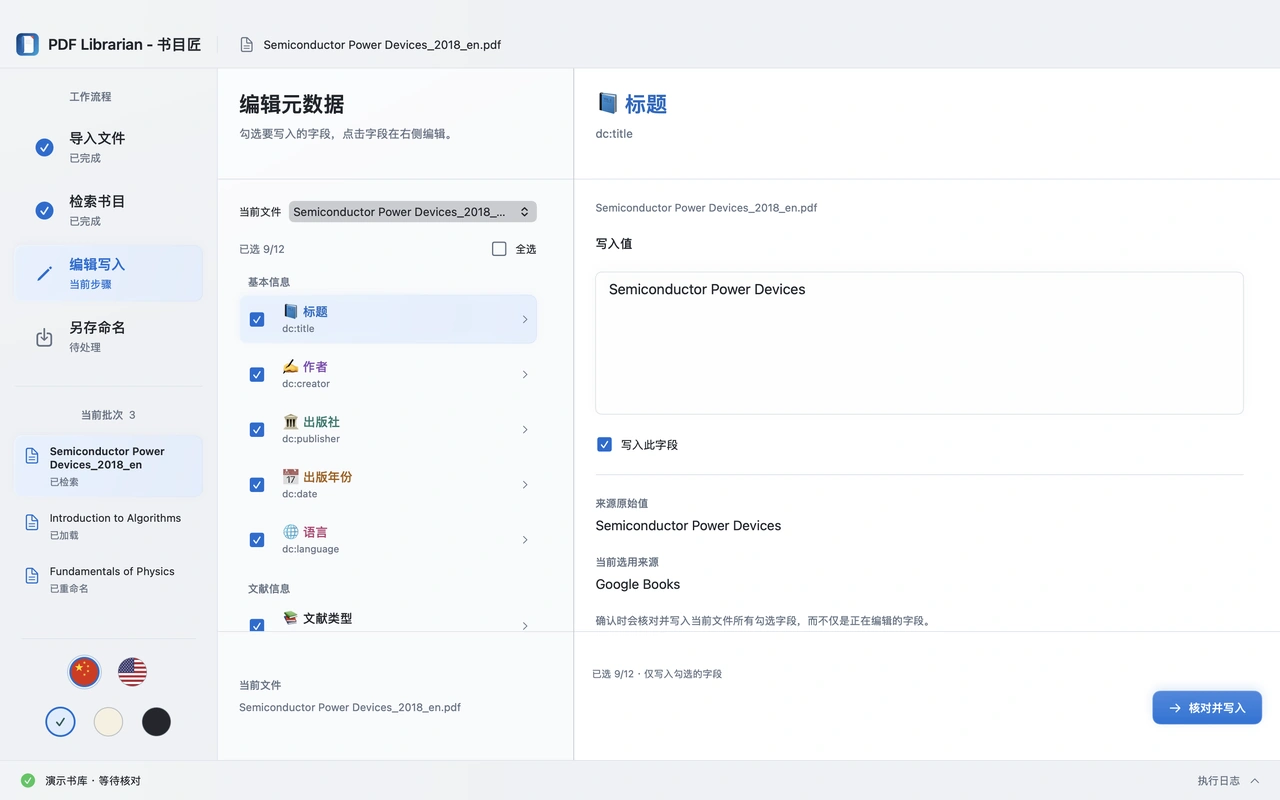 PDF Librarian - 书目匠
Semiconductor Power Devices_2018_en.pdf
工作流程
导入文件
已完成
检索书目
已完成
编辑写入
当前步骤
另存命名
待处理
当前批次 3
Semiconductor Power
Devices_2018_en
已检索
Introduction to Algorithms
已加载
Fundamentals of Physics
已重命名
编辑元数据
勾选要写入的字段，点击字段在右侧编辑。
当前文件 Semiconductor Power Devices_2018_...
已选 9/12 全选
基本信息
标题
dc:title
作者
dc:creator
出版社
dc:publisher
出版年份
dc:date
语言
dc:language
文献信息
文献类型
当前文件
Semiconductor Power Devices_2018_en.pdf
标题
dc:title
Semiconductor Power Devices_2018_en.pdf
写入值
Semiconductor Power Devices
写入此字段
来源原始值
Semiconductor Power Devices
当前选用来源
Google Books
确认时会核对并写入当前文件所有勾选字段，而不仅是正在编辑的字段。
已选 9/12 · 仅写入勾选的字段
核对并写入
演示书库 · 等待核对
执行日志